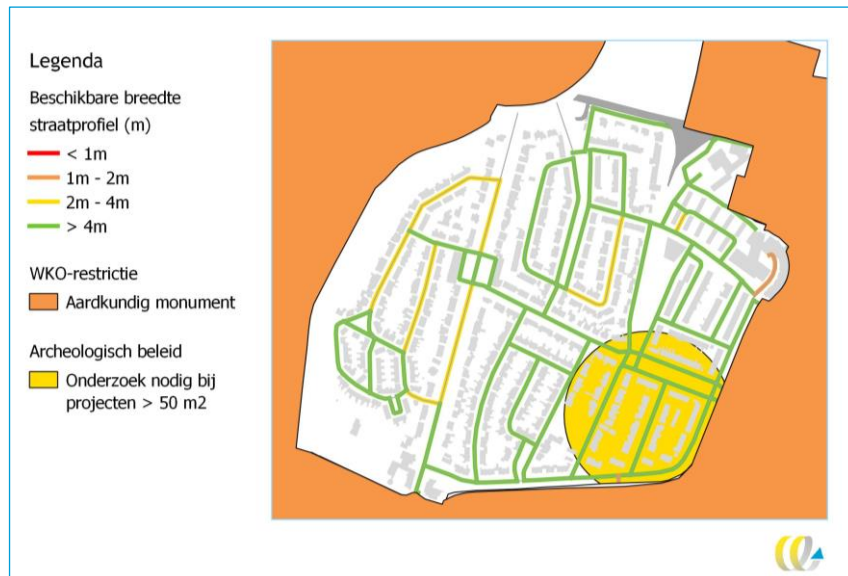 Legenda
Beschikbare breedte
straatprofiel (m)
< 1m
1m - 2m
2m - 4m
> 4m
WKO-restrictie
Aardkundig monument
Archeologisch beleid
Onderzoek nodig bij
projecten > 50 m2